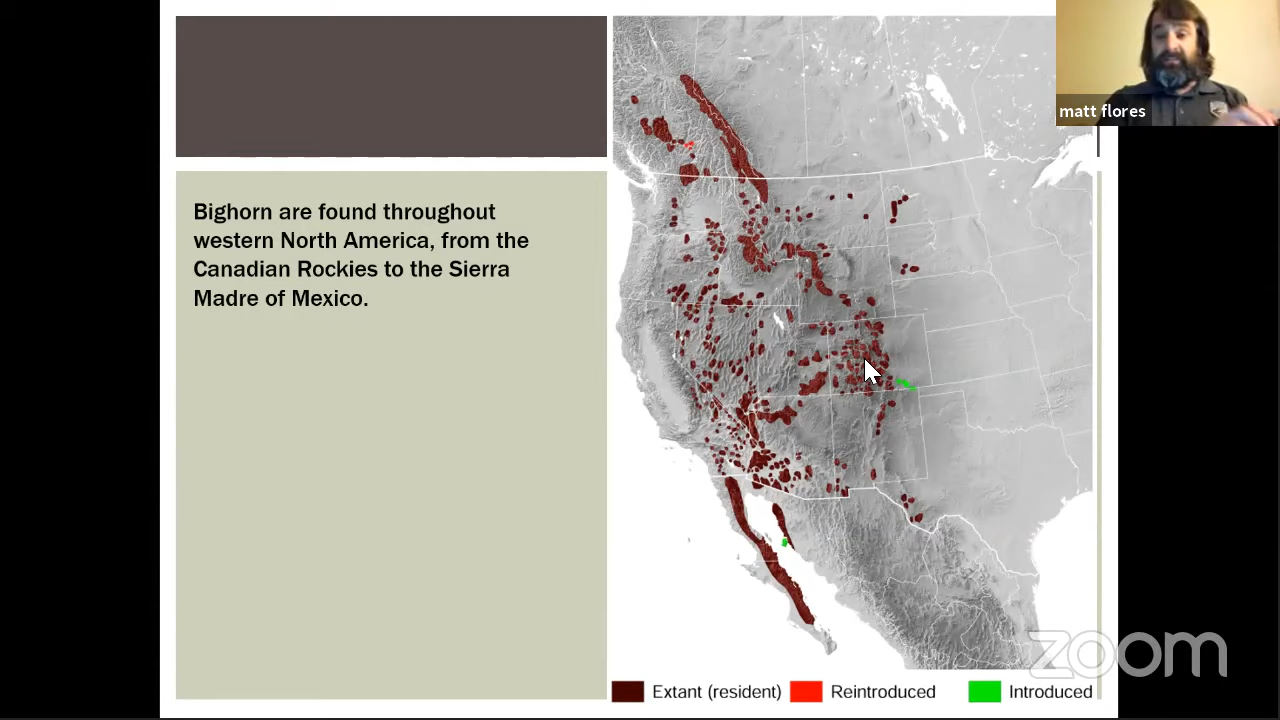 matt flores
Bighorn are found throughout
western North America, from the
Canadian Rockies to the Sierra
Madre of Mexico.
zoom
Extant (resident) Reintroduced Introduced